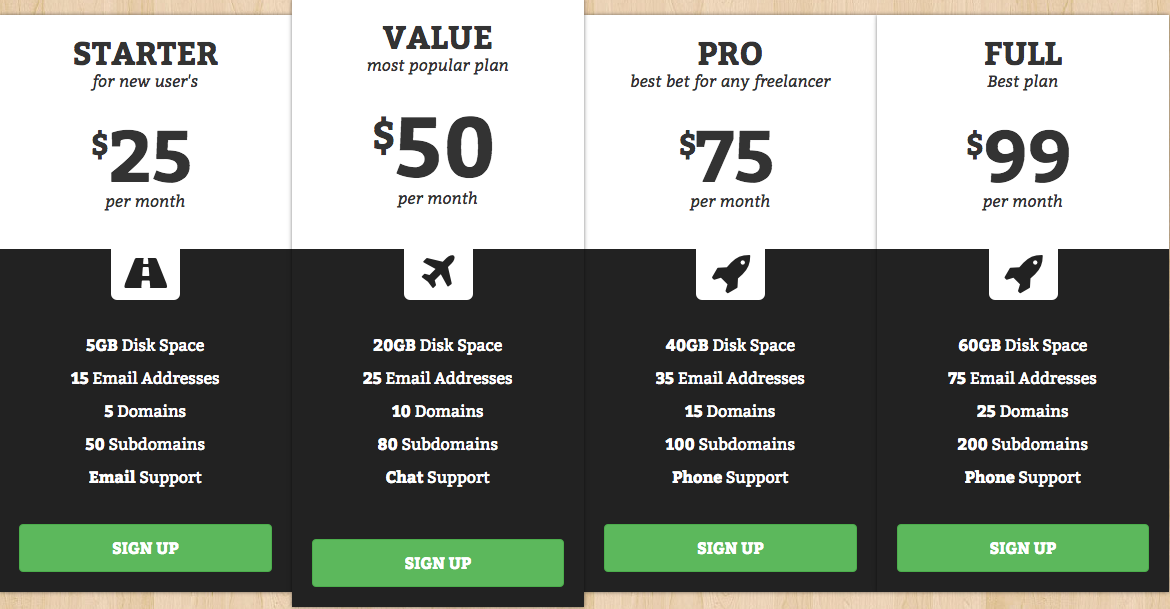 STARTER
for new user's
$25
per month
5GB Disk Space
15 Email Addresses
5 Domains
50 Subdomains
Email Support
SIGN UP
VALUE
most popular plan
$50
per month
20GB Disk Space
25 Email Addresses
10 Domains
80 Subdomains
Chat Support
SIGN UP
PRO
best bet for any freelancer
$75
per month
40GB Disk Space
35 Email Addresses
15 Domains
100 Subdomains
Phone Support
SIGN UP
FULL
Best plan
$99
per month
60GB Disk Space
75 Email Addresses
25 Domains
200 Subdomains
Phone Support
SIGN UP